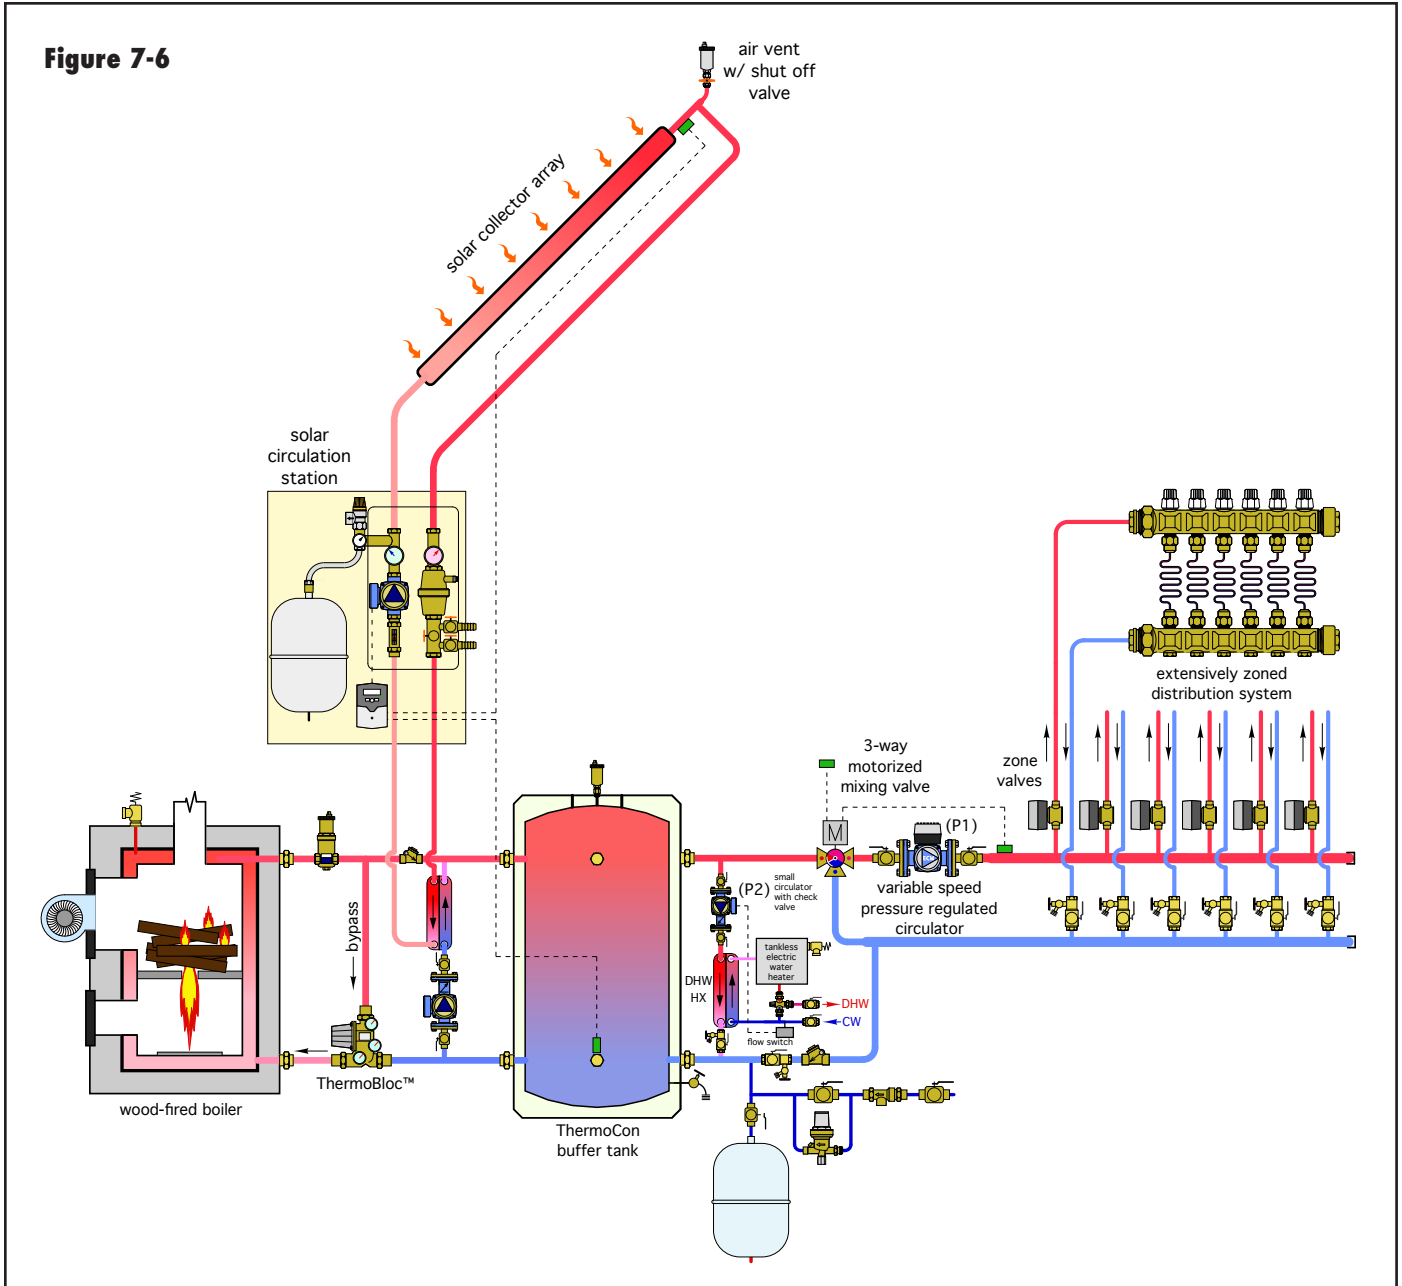 Figure 7-6
air vent
w/ shut off
valve
solar collector array
solar
circulation
station
extensively zoned
distribution system
3-way
motorized
mixing valve
zone
valves
M
(P1)
ECM
variable speed
pressure regulated
circulator
(P2)
small
circulator
with check
valve
bypass
tankless
electric
water
heater
DHW
HX
DHW
CW
flow switch
ThermoBloc™
wood-fired boiler
ThermoCon
buffer tank